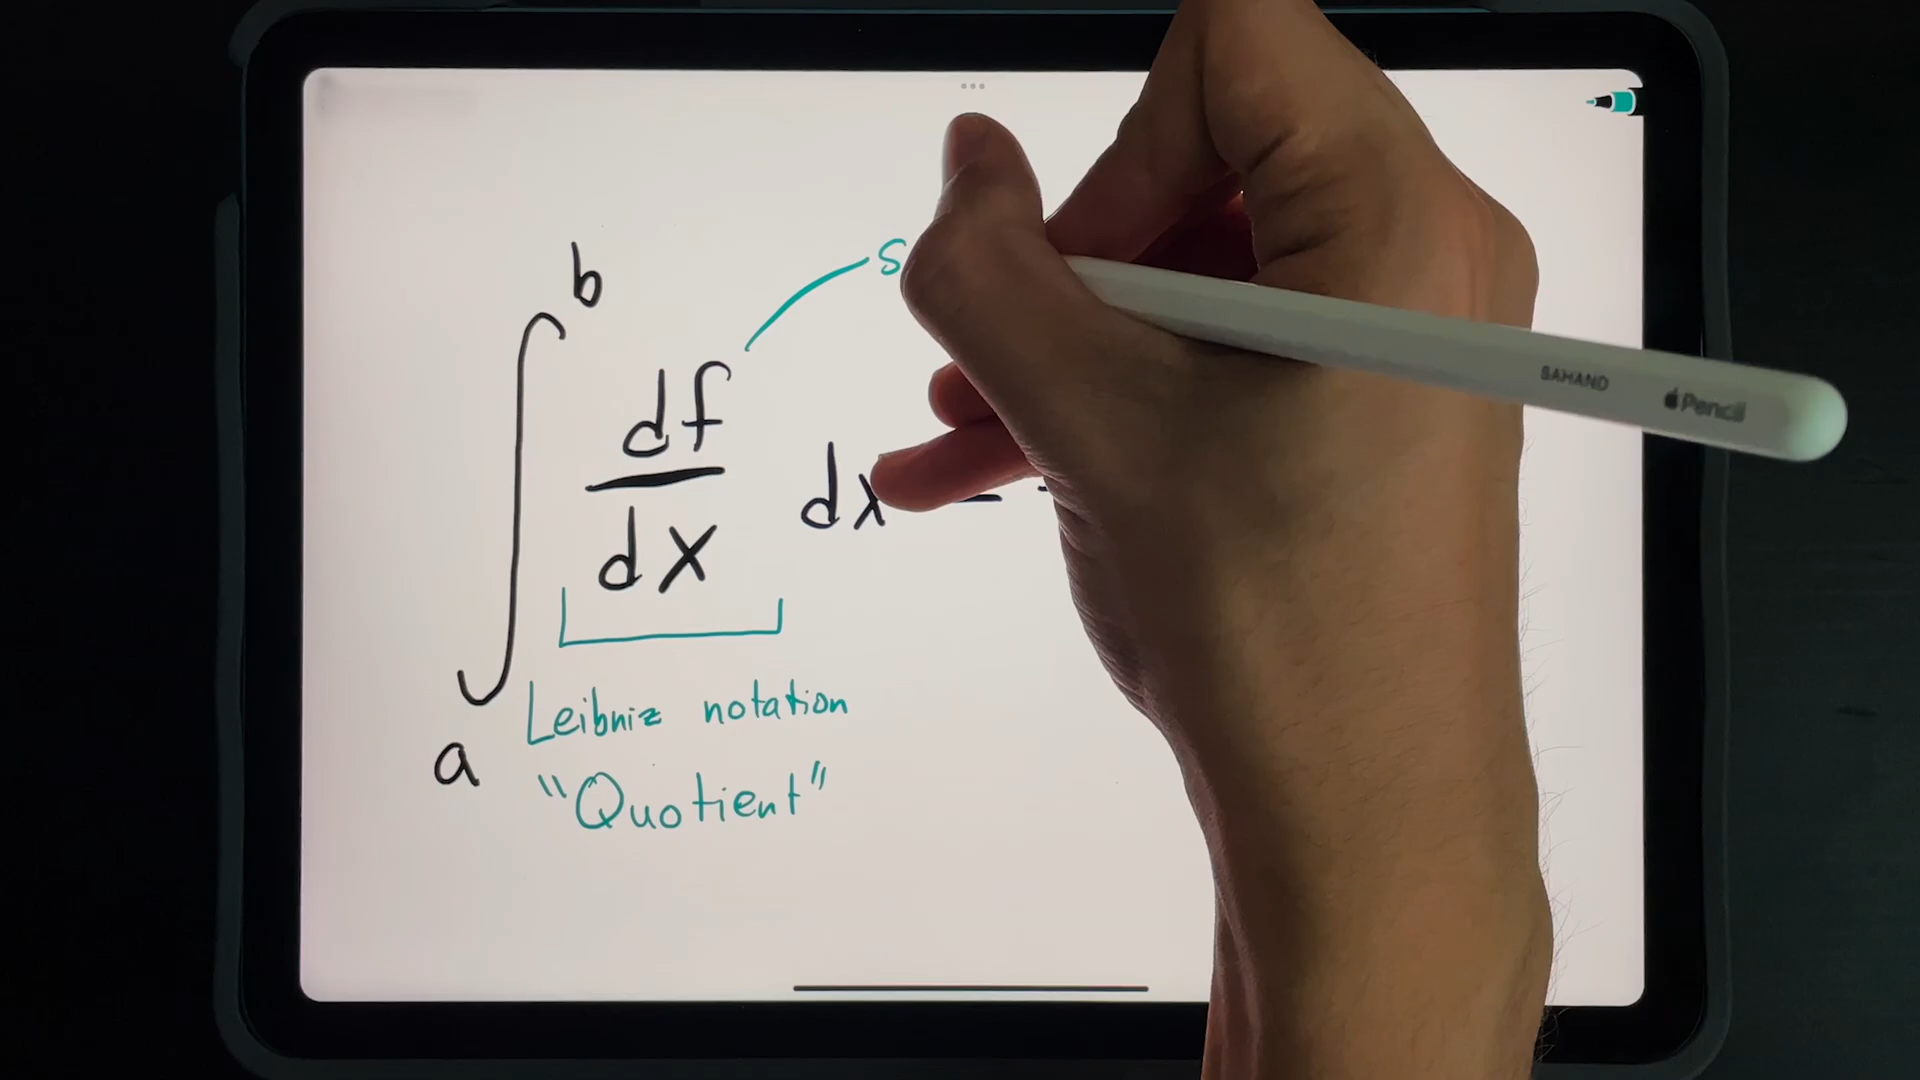 b
s
df
dx
dx =
a
Leibniz notation
"Quotient"
SAHAND
Pencil